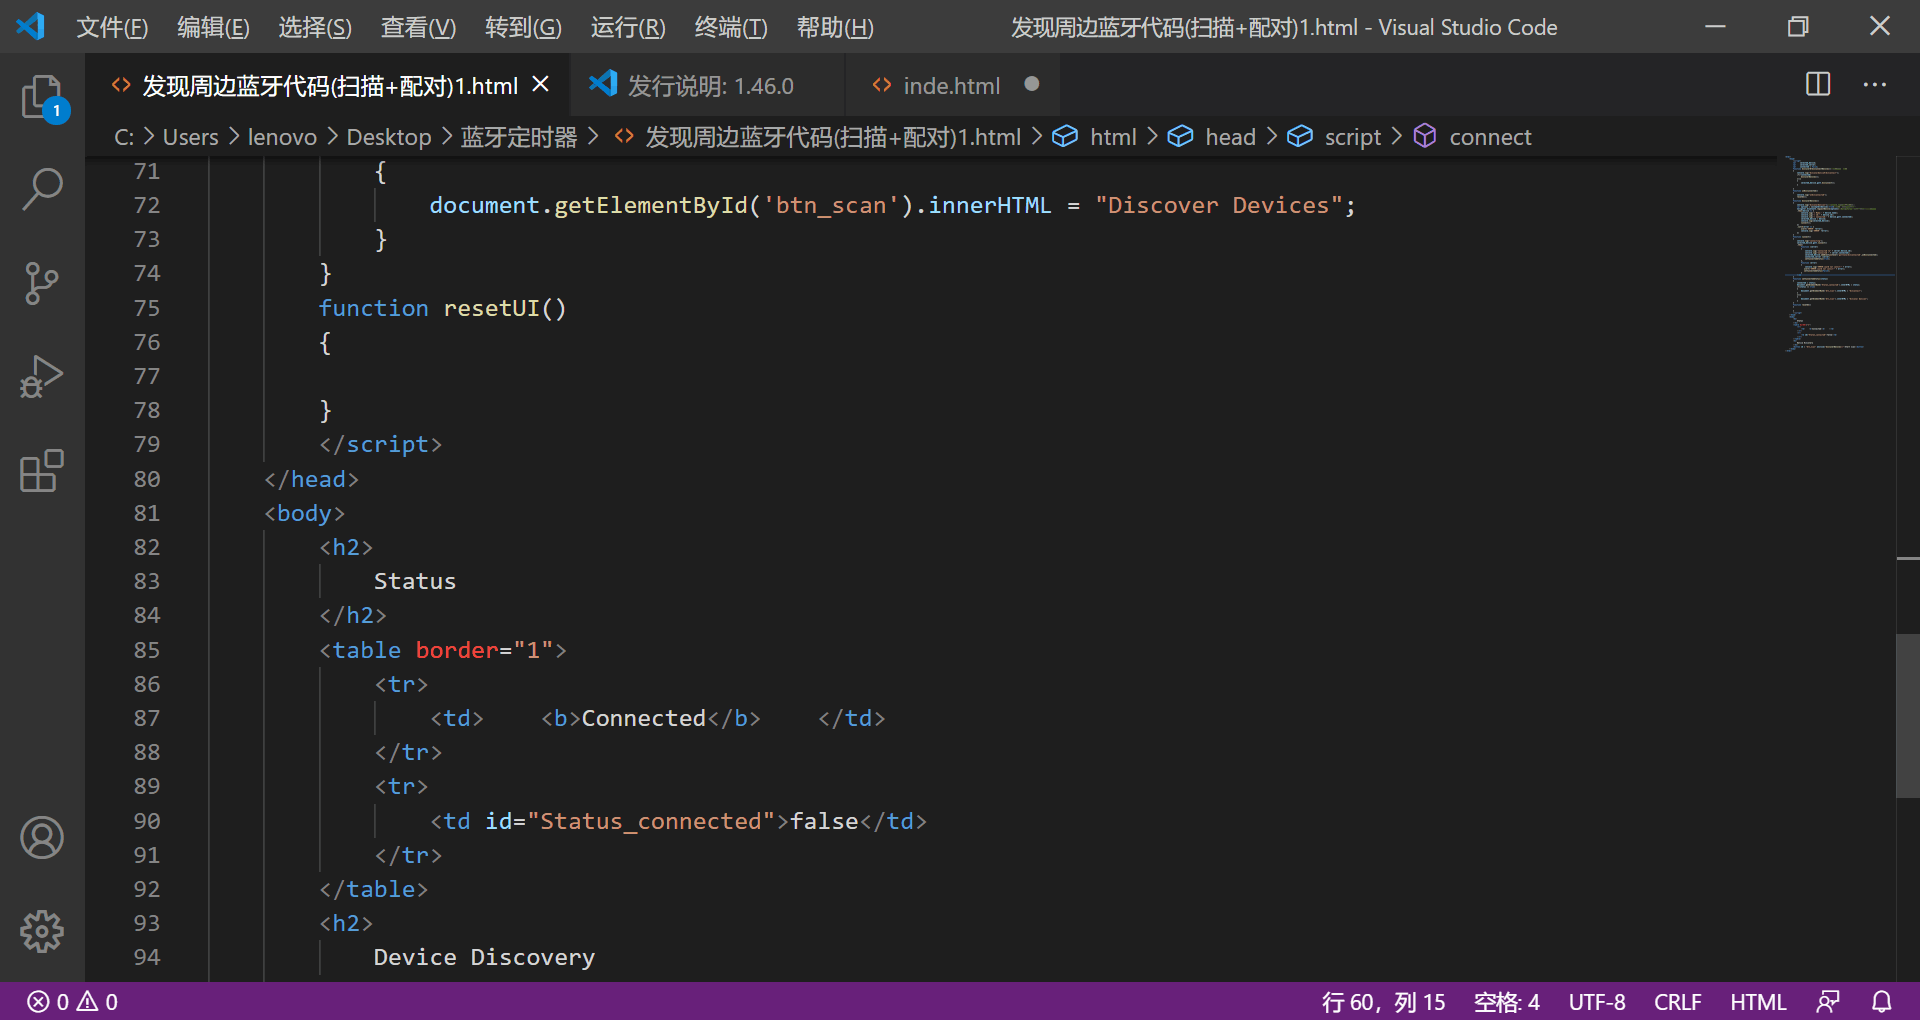 文件(F) 编辑(E) 选择(S) 查看(V) 转到(G) 运行(R) 终端(T) 帮助(H) 发现周边蓝牙代码(扫描+配对)1.html - Visual Studio Code
发现周边蓝牙代码(扫描+配对)1.html 发行说明: 1.46.0 inde.html
1
C: > Users > lenovo > Desktop > 蓝牙定时器 > 发现周边蓝牙代码(扫描+配对)1.html > html > head > script > connect
71 {
72 document.getElementById('btn_scan').innerHTML = "Discover Devices";
73 }
74 }
75 function resetUI()
76 {
77
78 }
79 </script>
80 </head>
81 <body>
82 <h2>
83 Status
84 </h2>
85 <table border="1">
86 <tr>
87 <td>    <b>Connected</b>    </td>
88 </tr>
89 <tr>
90 <td id="Status_connected">false</td>
91 </tr>
92 </table>
93 <h2>
94 Device Discovery
0 0 行 60，列 15 空格: 4 UTF-8 CRLF HTML